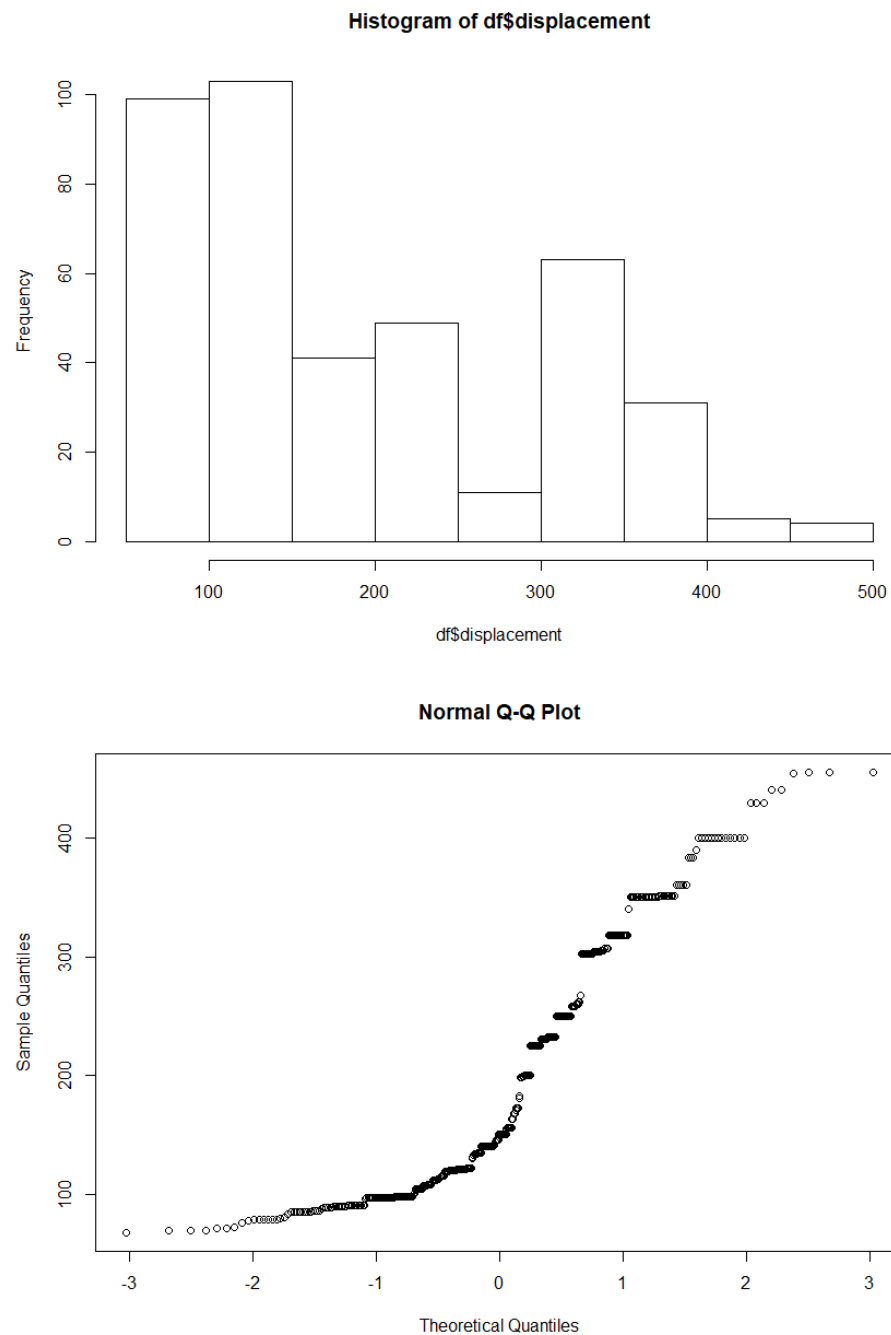 Histogram of df$displacement
100
80
60
40
20
0
Frequency
100 200 300 400 500
df$displacement
Normal Q-Q Plot
400
300
200
100
Sample Quantiles
-3 -2 -1 0 1 2 3
Theoretical Quantiles